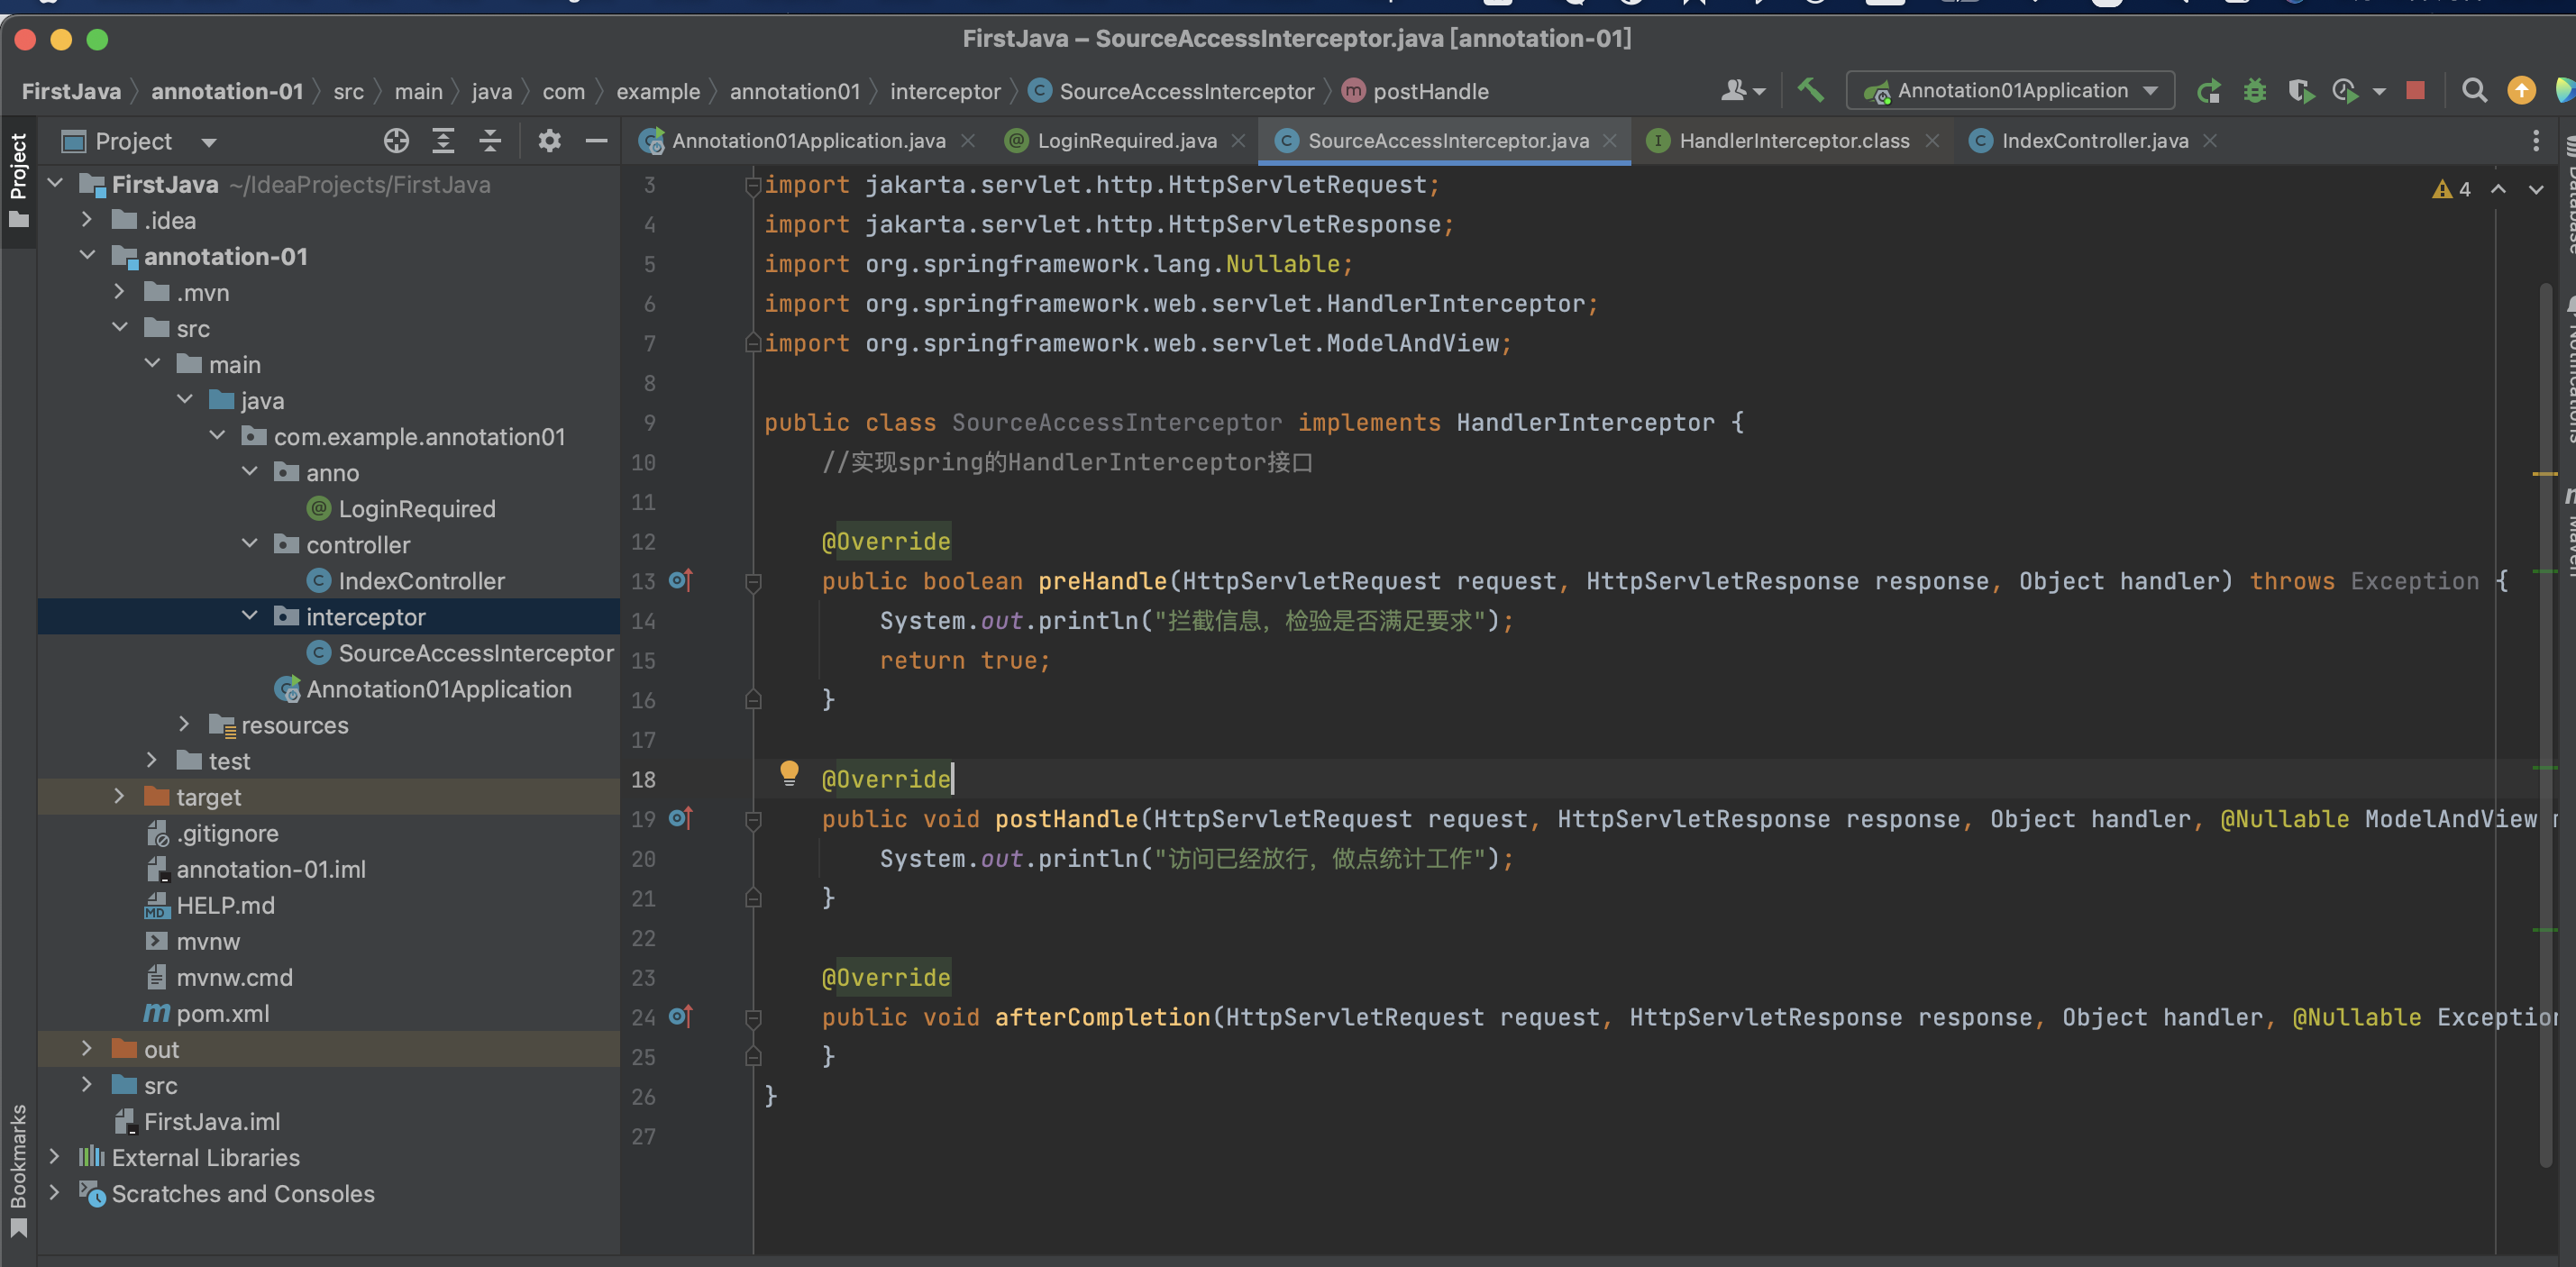 FirstJava – SourceAccessInterceptor.java [annotation-01]
FirstJava annotation-01 src main java com example annotation01 interceptor SourceAccessInterceptor postHandle
Annotation01Application
Project
Project
Annotation01Application.java
LoginRequired.java
SourceAccessInterceptor.java
HandlerInterceptor.class
IndexController.java
FirstJava ~/IdeaProjects/FirstJava
.idea
annotation-01
.mvn
src
main
java
com.example.annotation01
anno
LoginRequired
controller
IndexController
interceptor
SourceAccessInterceptor
Annotation01Application
resources
test
target
.gitignore
annotation-01.iml
HELP.md
mvnw
mvnw.cmd
pom.xml
out
src
FirstJava.iml
External Libraries
Scratches and Consoles
Bookmarks
4
3 import jakarta.servlet.http.HttpServletRequest;
4 import jakarta.servlet.http.HttpServletResponse;
5 import org.springframework.lang.Nullable;
6 import org.springframework.web.servlet.HandlerInterceptor;
7 import org.springframework.web.servlet.ModelAndView;
8
9 public class SourceAccessInterceptor implements HandlerInterceptor {
10 //实现spring的HandlerInterceptor接口
11
12 @Override
13 public boolean preHandle(HttpServletRequest request, HttpServletResponse response, Object handler) throws Exception {
14 System.out.println("拦截信息，检验是否满足要求");
15 return true;
16 }
17
18 @Override
19 public void postHandle(HttpServletRequest request, HttpServletResponse response, Object handler, @Nullable ModelAndView
20 System.out.println("访问已经放行，做点统计工作");
21 }
22
23 @Override
24 public void afterCompletion(HttpServletRequest request, HttpServletResponse response, Object handler, @Nullable Exception
25 }
26 }
27
Database
Notifications
Maven